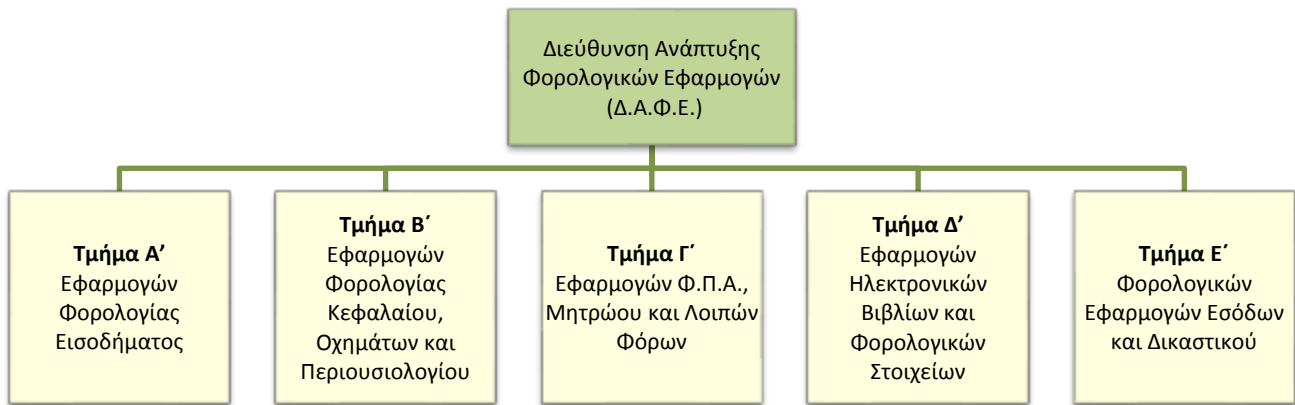 Διεύθυνση Ανάπτυξης
Φορολογικών Εφαρμογών
(Δ.Α.Φ.Ε.)
Τμήμα Α’
Εφαρμογών
Φορολογίας
Εισοδήματος
Τμήμα Β΄
Εφαρμογών
Φορολογίας
Κεφαλαίου,
Οχημάτων και
Περιουσιολογίου
Τμήμα Γ΄
Εφαρμογών Φ.Π.Α.,
Μητρώου και Λοιπών
Φόρων
Τμήμα Δ’
Εφαρμογών
Ηλεκτρονικών
Βιβλίων και
Φορολογικών
Στοιχείων
Τμήμα Ε΄
Φορολογικών
Εφαρμογών Εσόδων
και Δικαστικού